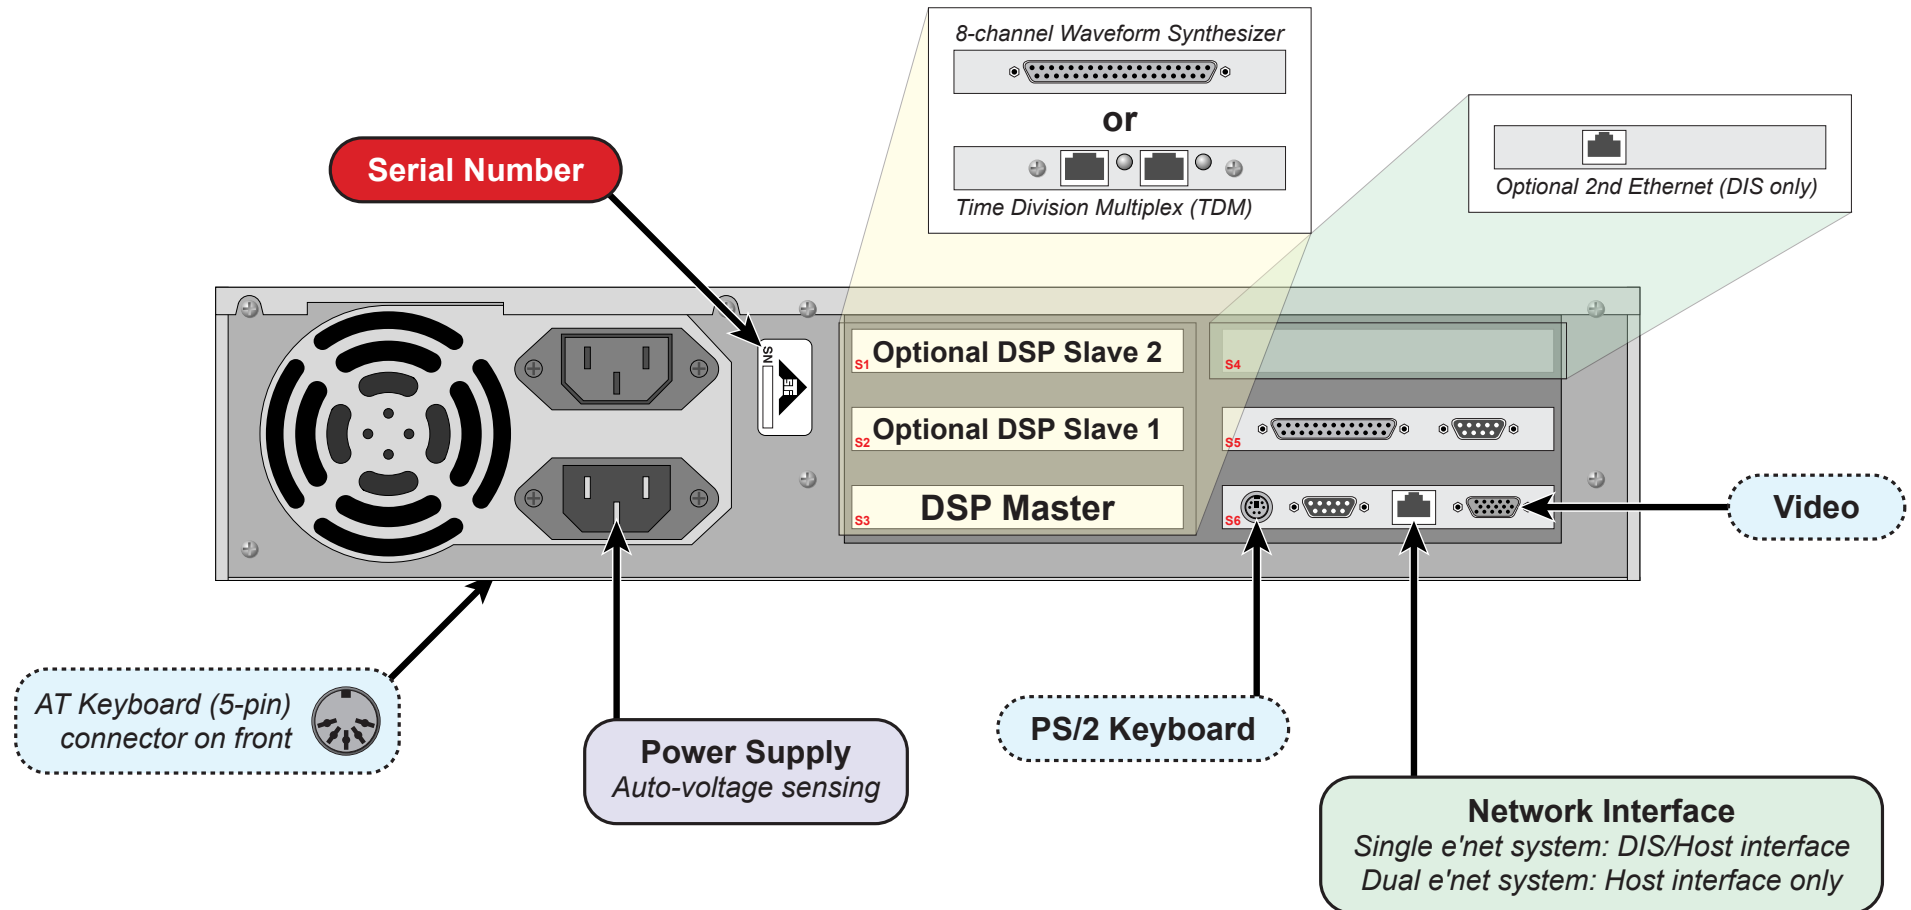 8-channel Waveform Synthesizer
or
Time Division Multiplex (TDM)
Optional 2nd Ethernet (DIS only)
Serial Number
SN
S1 Optional DSP Slave 2
S4
S2 Optional DSP Slave 1
S5
S3 DSP Master
S6
Video
AT Keyboard (5-pin)
connector on front
Power Supply
Auto-voltage sensing
PS/2 Keyboard
Network Interface
Single e'net system: DIS/Host interface
Dual e'net system: Host interface only